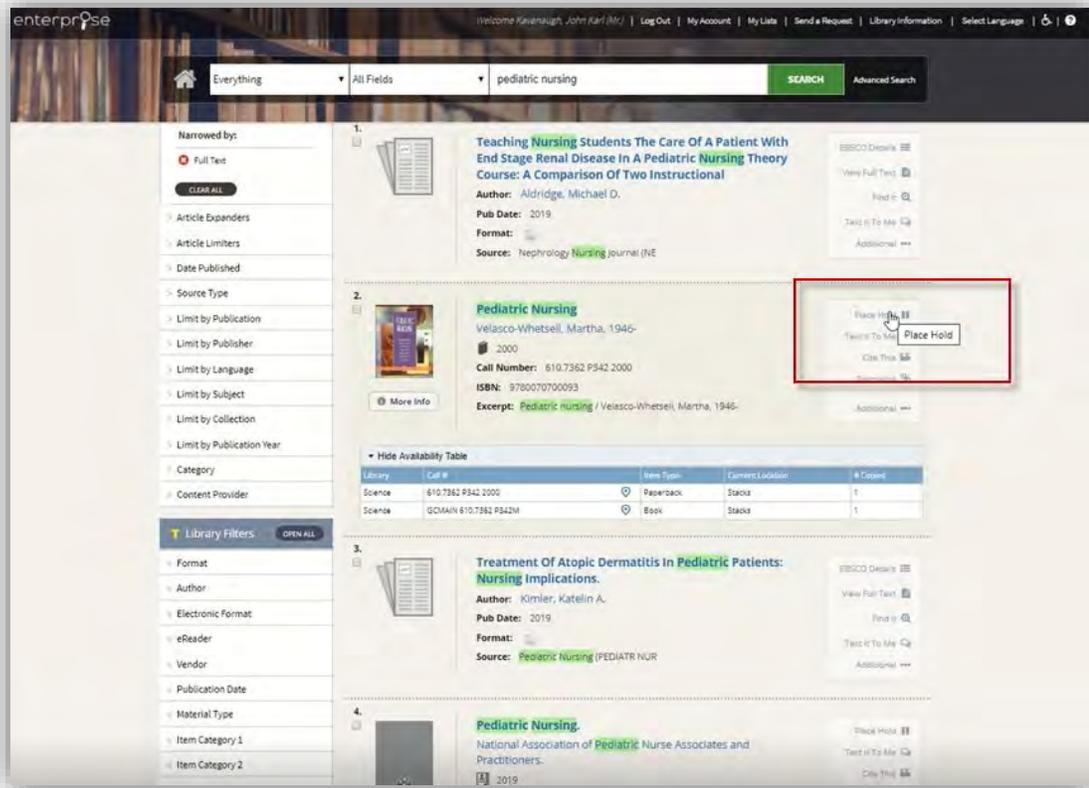 enterprise
Welcome Kavenaugh, John Karl (Mr.) | Log Out | My Account | My Lists | Send a Request | Library Information | Select Language |
Everything
All Fields
pediatric nursing
SEARCH
Advanced Search
Narrowed by:
Full Text
CLEAR ALL
Article Expanders
Article Limiters
Date Published
Source Type
Limit by Publication
Limit by Publisher
Limit by Language
Limit by Subject
Limit by Collection
Limit by Publication Year
Category
Content Provider
Library Filters
OPEN ALL
Format
Author
Electronic Format
eReader
Vendor
Publication Date
Material Type
Item Category 1
Item Category 2
1.
Teaching Nursing Students The Care Of A Patient With
End Stage Renal Disease In A Pediatric Nursing Theory
Course: A Comparison Of Two Instructional
Author: Aldridge, Michael D.
Pub Date: 2019
Format:
Source: Nephrology Nursing Journal (NE
EBSCO Details
View Full Text
Find It
Text It To Me
Additional
2.
Pediatric Nursing
Velasco-Whetsell, Martha, 1946-
2000
Call Number: 610.7362 P342 2000
ISBN: 9780070700093
Excerpt: Pediatric nursing / Velasco-Whetsell, Martha, 1946-
More Info
Place Hold
Text It To Me
Place Hold
Cite This
Additional
Hide Availability Table
Library Call # Item Type Current Location # Copies
Science 610.7362 P342 2000 Paperback Stacks 1
Science GCMAIN 610.7362 P342M Book Stacks 1
3.
Treatment Of Atopic Dermatitis In Pediatric Patients:
Nursing Implications.
Author: Kimler, Katelin A.
Pub Date: 2019
Format:
Source: Pediatric Nursing (PEDIATR NUR
EBSCO Details
View Full Text
Find It
Text It To Me
Additional
4.
Pediatric Nursing.
National Association of Pediatric Nurse Associates and
Practitioners.
2019
Place Hold
Text It To Me
Cite This